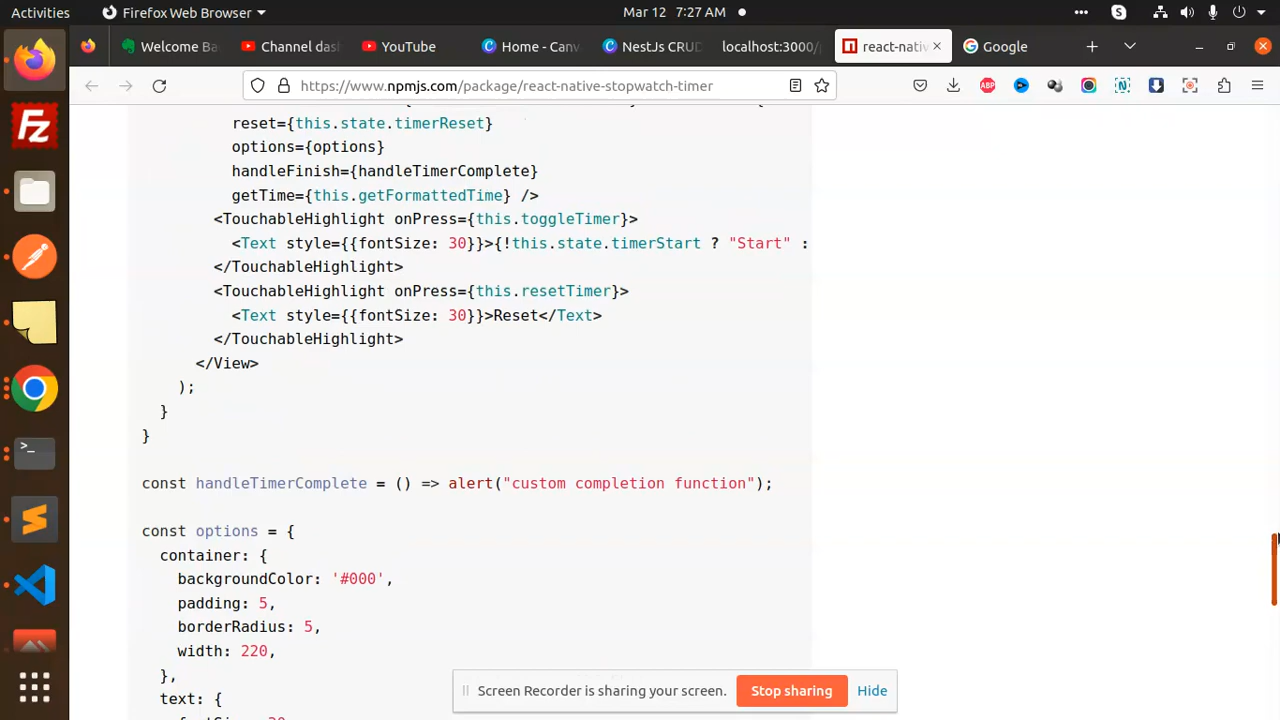 Activities
Firefox Web Browser
Mar 12 7:27 AM
Welcome Ba
Channel das
YouTube
Home - Canv
NestJs CRUD
localhost:3000/
react-nativ
Google
https://www.npmjs.com/package/react-native-stopwatch-timer
reset={this.state.timerReset}
options={options}
handleFinish={handleTimerComplete}
getTime={this.getFormattedTime} />
<TouchableHighlight onPress={this.toggleTimer}>
<Text style={{fontSize: 30}}>{!this.state.timerStart ? "Start" :
</TouchableHighlight>
<TouchableHighlight onPress={this.resetTimer}>
<Text style={{fontSize: 30}}>Reset</Text>
</TouchableHighlight>
</View>
);
}
}
const handleTimerComplete = () => alert("custom completion function");
const options = {
container: {
backgroundColor: '#000',
padding: 5,
borderRadius: 5,
width: 220,
},
text: {
Screen Recorder is sharing your screen.
Stop sharing
Hide